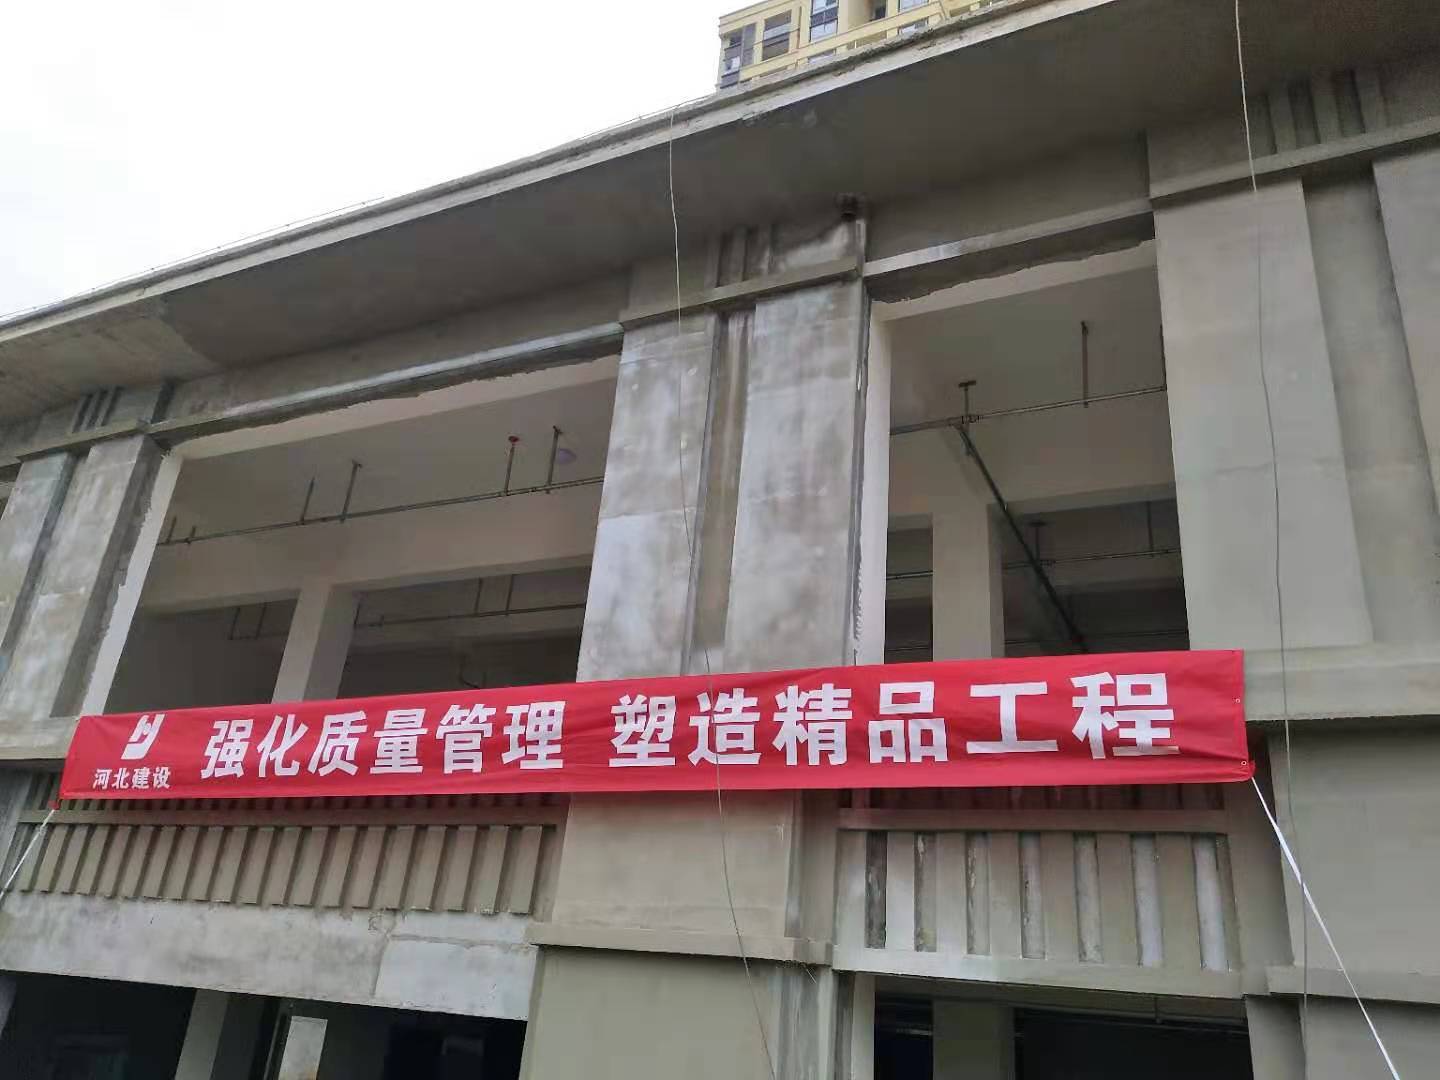 河北建设
强化质量管理 塑造精品工程